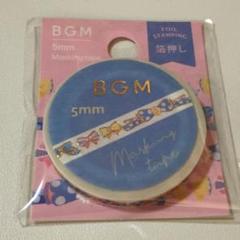 BGM
5mm
Masking tape
FOIL
STAMPING
箔押し
BGM
5mm
Masking
tape